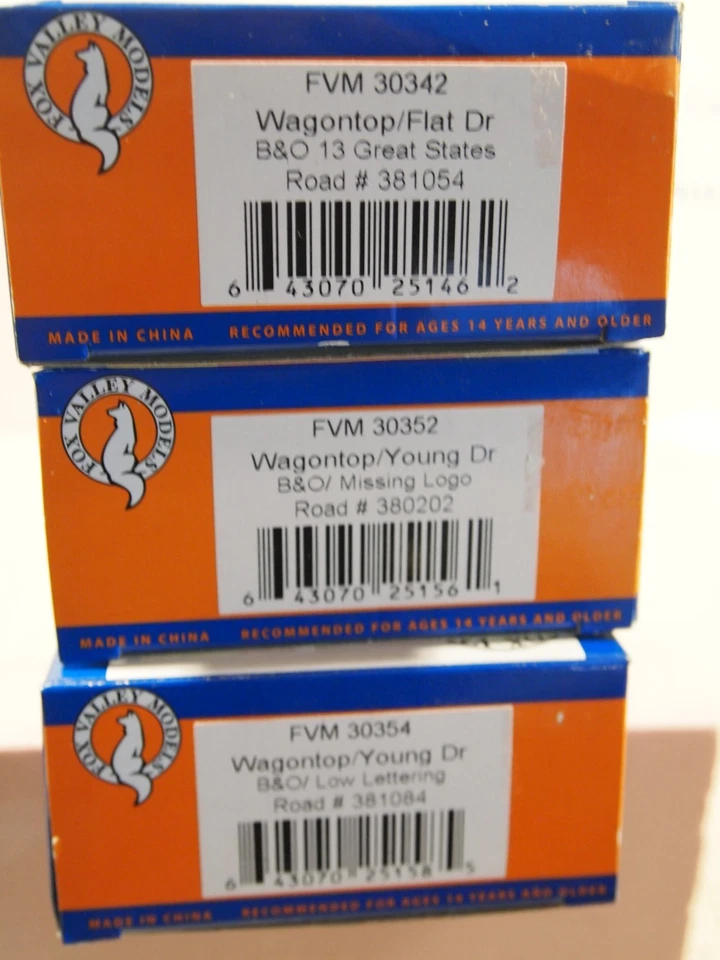 FOX VALLEY MODELS
FVM 30342
Wagontop/Flat Dr
B&O 13 Great States
Road # 381054
6 43070 25146 2
MADE IN CHINA RECOMMENDED FOR AGES 14 YEARS AND OLDER
FOX VALLEY MODELS
FVM 30352
Wagontop/Young Dr
B&O/ Missing Logo
Road # 380202
6 43070 25156 1
MADE IN CHINA RECOMMENDED FOR AGES 14 YEARS AND OLDER
FOX VALLEY MODELS
FVM 30354
Wagontop/Young Dr
B&O/ Low Lettering
Road # 381084
6 43070 25158 5
MADE IN CHINA RECOMMENDED FOR AGES 14 YEARS AND OLDER